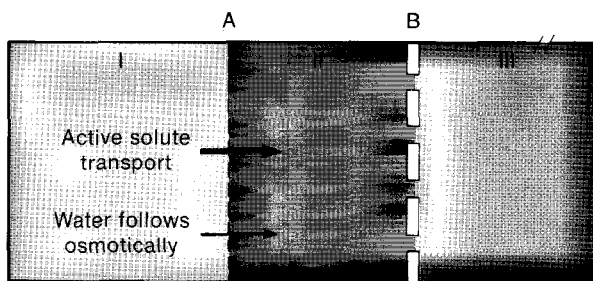 A
B
I
II
III
Active solute
transport
Water follows
osmotically